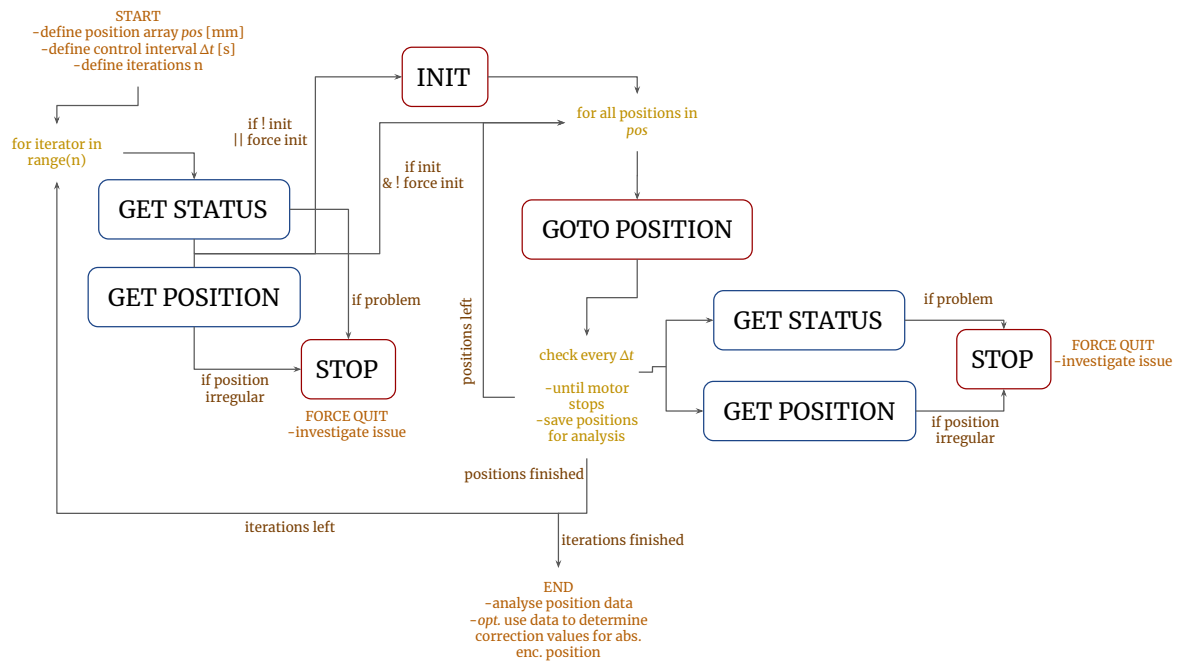 START
-define position array pos [mm]
-define control interval Δt [s]
-define iterations n
for iterator in
range(n)
GET STATUS
GET POSITION
if ! init
|| force init
if init
& ! force init
if problem
if position
irregular
STOP
FORCE QUIT
-investigate issue
INIT
for all positions in
pos
GOTO POSITION
positions left
check every Δt
-until motor
stops
-save positions
for analysis
GET STATUS
GET POSITION
if problem
if position
irregular
STOP
FORCE QUIT
-investigate issue
positions finished
iterations left
iterations finished
END
-analyse position data
-opt. use data to determine
correction values for abs.
enc. position